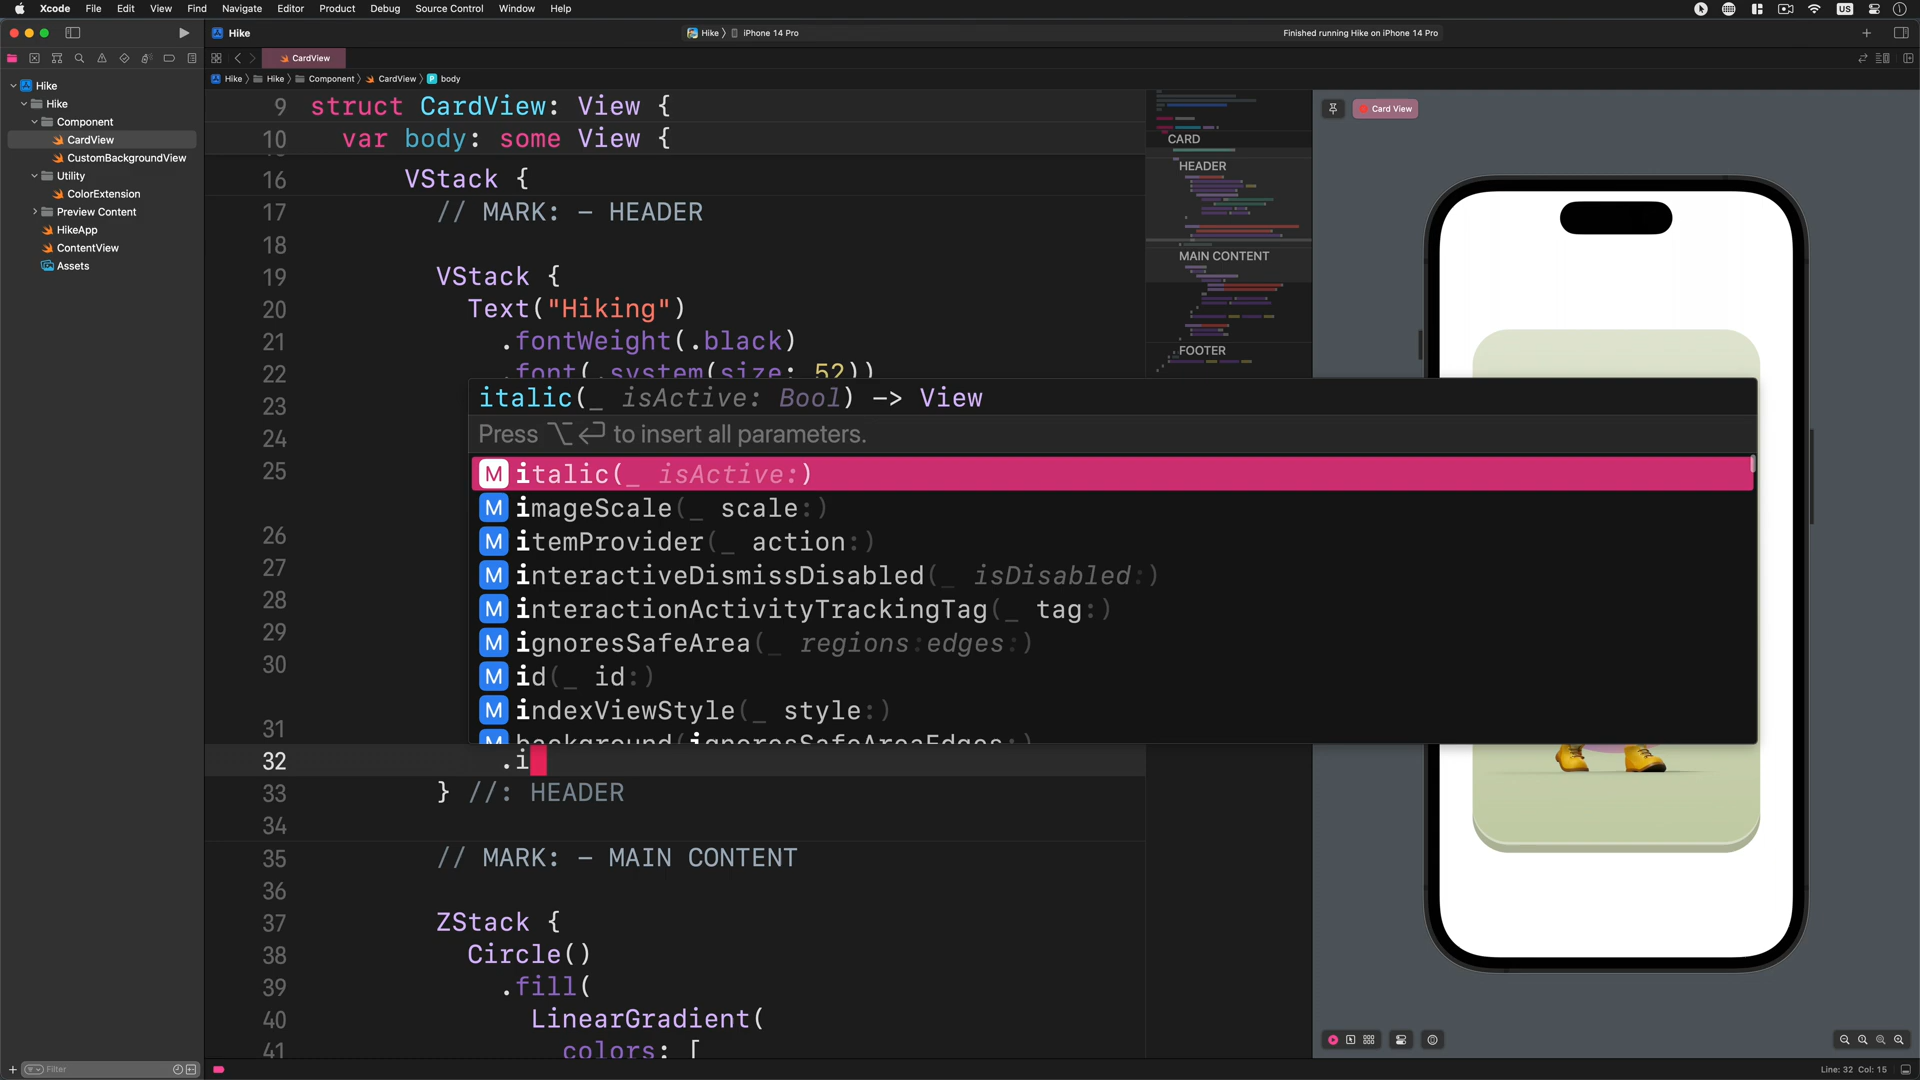 Xcode File Edit View Find Navigate Editor Product Debug Source Control Window Help US
Hike Hike iPhone 14 Pro Finished running Hike on iPhone 14 Pro
CardView
Hike Hike Component CardView P body
Hike
Hike
Component
CardView
CustomBackgroundView
Utility
ColorExtension
Preview Content
HikeApp
ContentView
Assets
9 struct CardView: View {
10 var body: some View {
16 VStack {
17 // MARK: – HEADER
18
19 VStack {
20 Text("Hiking")
21 .fontWeight(.black)
22 .font(.system(size: 52))
23
24
25
26
27
28
29
30
31
italic(_ isActive: Bool) –> View
Press ⌥↩ to insert all parameters.
M italic(_ isActive:)
M imageScale(_ scale:)
M itemProvider(_ action:)
M interactiveDismissDisabled(_ isDisabled:)
M interactionActivityTrackingTag(_ tag:)
M ignoresSafeArea(_ regions:edges:)
M id(_ id:)
M indexViewStyle(_ style:)
M background(ignoresSafeAreaEdges:)
32 .i
33 } //: HEADER
34
35 // MARK: – MAIN CONTENT
36
37 ZStack {
38 Circle()
39 .fill(
40 LinearGradient(
41 colors: [
CARD
HEADER
MAIN CONTENT
FOOTER
Card View
Filter
Line: 32 Col: 15